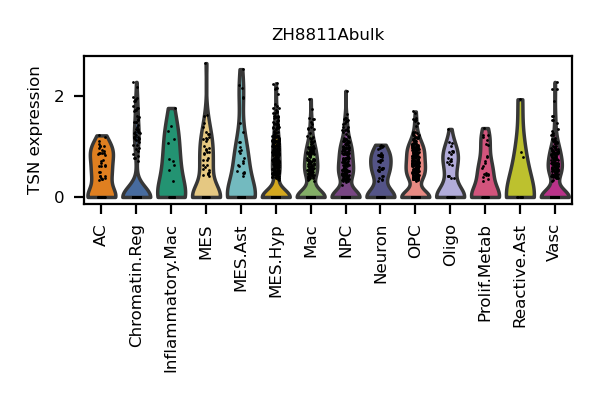 ZH8811Abulk
TSN expression
2
0
AC
Chromatin.Reg
Inflammatory.Mac
MES
MES.Ast
MES.Hyp
Mac
NPC
Neuron
OPC
Oligo
Prolif.Metab
Reactive.Ast
Vasc